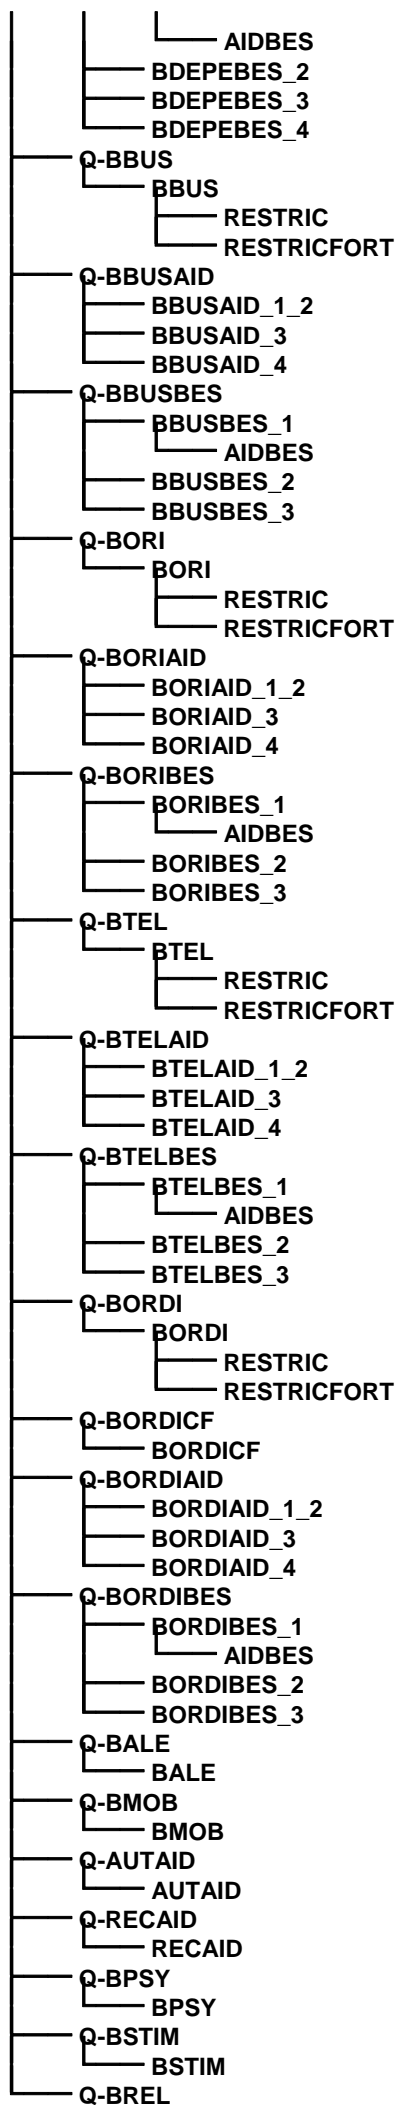 AIDBES
BDEPEBES_2
BDEPEBES_3
BDEPEBES_4
Q-BBUS
BBUS
RESTRIC
RESTRICFORT
Q-BBUSAID
BBUSAID_1_2
BBUSAID_3
BBUSAID_4
Q-BBUSBES
BBUSBES_1
AIDBES
BBUSBES_2
BBUSBES_3
Q-BORI
BORI
RESTRIC
RESTRICFORT
Q-BORIAID
BORIAID_1_2
BORIAID_3
BORIAID_4
Q-BORIBES
BORIBES_1
AIDBES
BORIBES_2
BORIBES_3
Q-BTEL
BTEL
RESTRIC
RESTRICFORT
Q-BTELAID
BTELAID_1_2
BTELAID_3
BTELAID_4
Q-BTELBES
BTELBES_1
AIDBES
BTELBES_2
BTELBES_3
Q-BORDI
BORDI
RESTRIC
RESTRICFORT
Q-BORDICF
BORDICF
Q-BORDIAID
BORDIAID_1_2
BORDIAID_3
BORDIAID_4
Q-BORDIBES
BORDIBES_1
AIDBES
BORDIBES_2
BORDIBES_3
Q-BALE
BALE
Q-BMOB
BMOB
Q-AUTAID
AUTAID
Q-RECAID
RECAID
Q-BPSY
BPSY
Q-BSTIM
BSTIM
Q-BREL